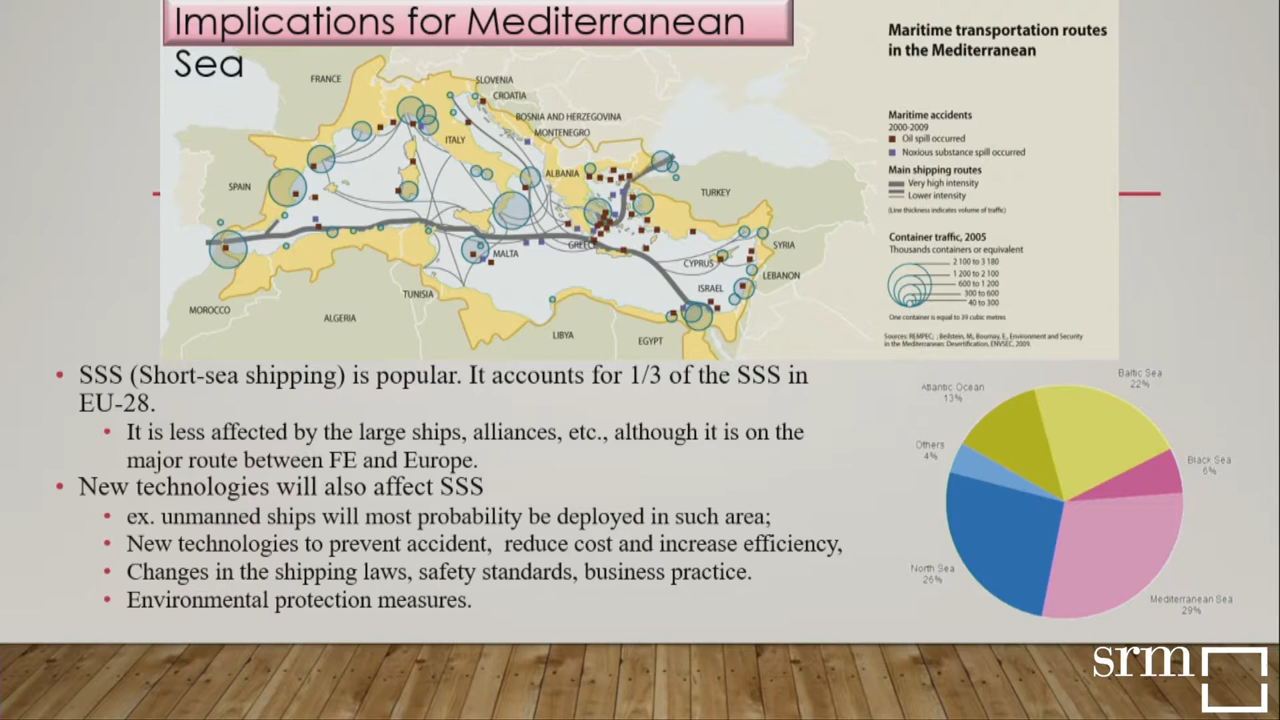 Implications for Mediterranean
Sea
Maritime transportation routes
in the Mediterranean
FRANCE
SLOVENIA
CROATIA
BOSNIA AND HERZEGOVINA
MONTENEGRO
ITALY
ALBANIA
SPAIN
TURKEY
GREECE
MALTA
CYPRUS
SYRIA
LEBANON
ISRAEL
TUNISIA
MOROCCO
ALGERIA
LIBYA
EGYPT
Maritime accidents
2000-2009
Oil spill occurred
Noxious substance spill occurred
Main shipping routes
Very high intensity
Lower intensity
(Line thickness indicates volume of traffic)
Container traffic, 2005
Thousands containers or equivalent
2 100 to 3 180
1 200 to 2 100
600 to 1 200
300 to 600
40 to 300
One container is equal to 39 cubic metres
Sources: REMPEC; ; Beilstein, M., Bournay, E., Environment and Security
in the Mediterranean: Desertification, ENVSEC, 2009.
• SSS (Short-sea shipping) is popular. It accounts for 1/3 of the SSS in
EU-28.
• It is less affected by the large ships, alliances, etc., although it is on the
major route between FE and Europe.
• New technologies will also affect SSS
• ex. unmanned ships will most probability be deployed in such area;
• New technologies to prevent accident, reduce cost and increase efficiency,
• Changes in the shipping laws, safety standards, business practice.
• Environmental protection measures.
Baltic Sea
22%
Atlantic Ocean
13%
Others
4%
Black Sea
6%
North Sea
26%
Mediterranean Sea
29%
srm